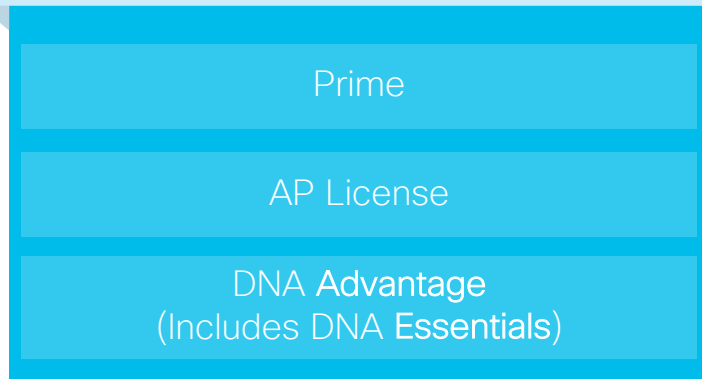 Prime
AP License
DNA Advantage
(Includes DNA Essentials)